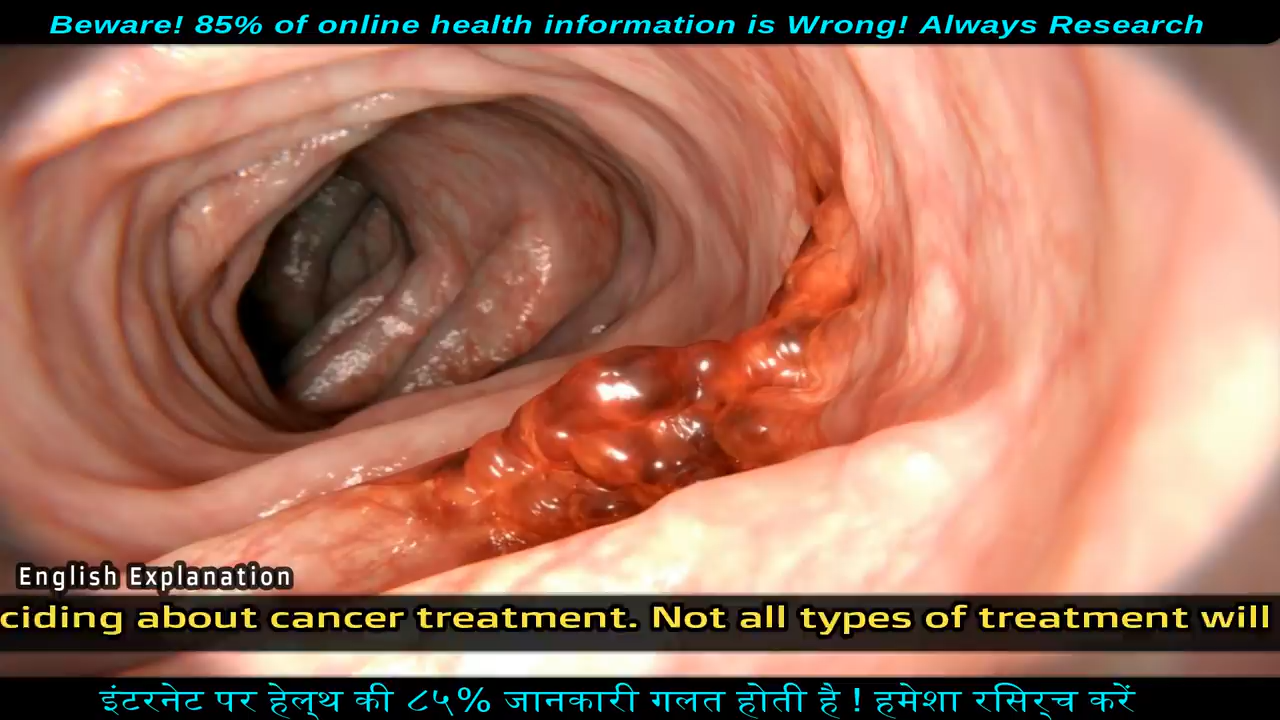 Beware! 85% of online health information is Wrong! Always Research
English Explanation
ciding about cancer treatment. Not all types of treatment will
इंटरनेट पर हेल्थ की ८५% जानकारी गलत होती है ! हमेशा रसिर्च करें